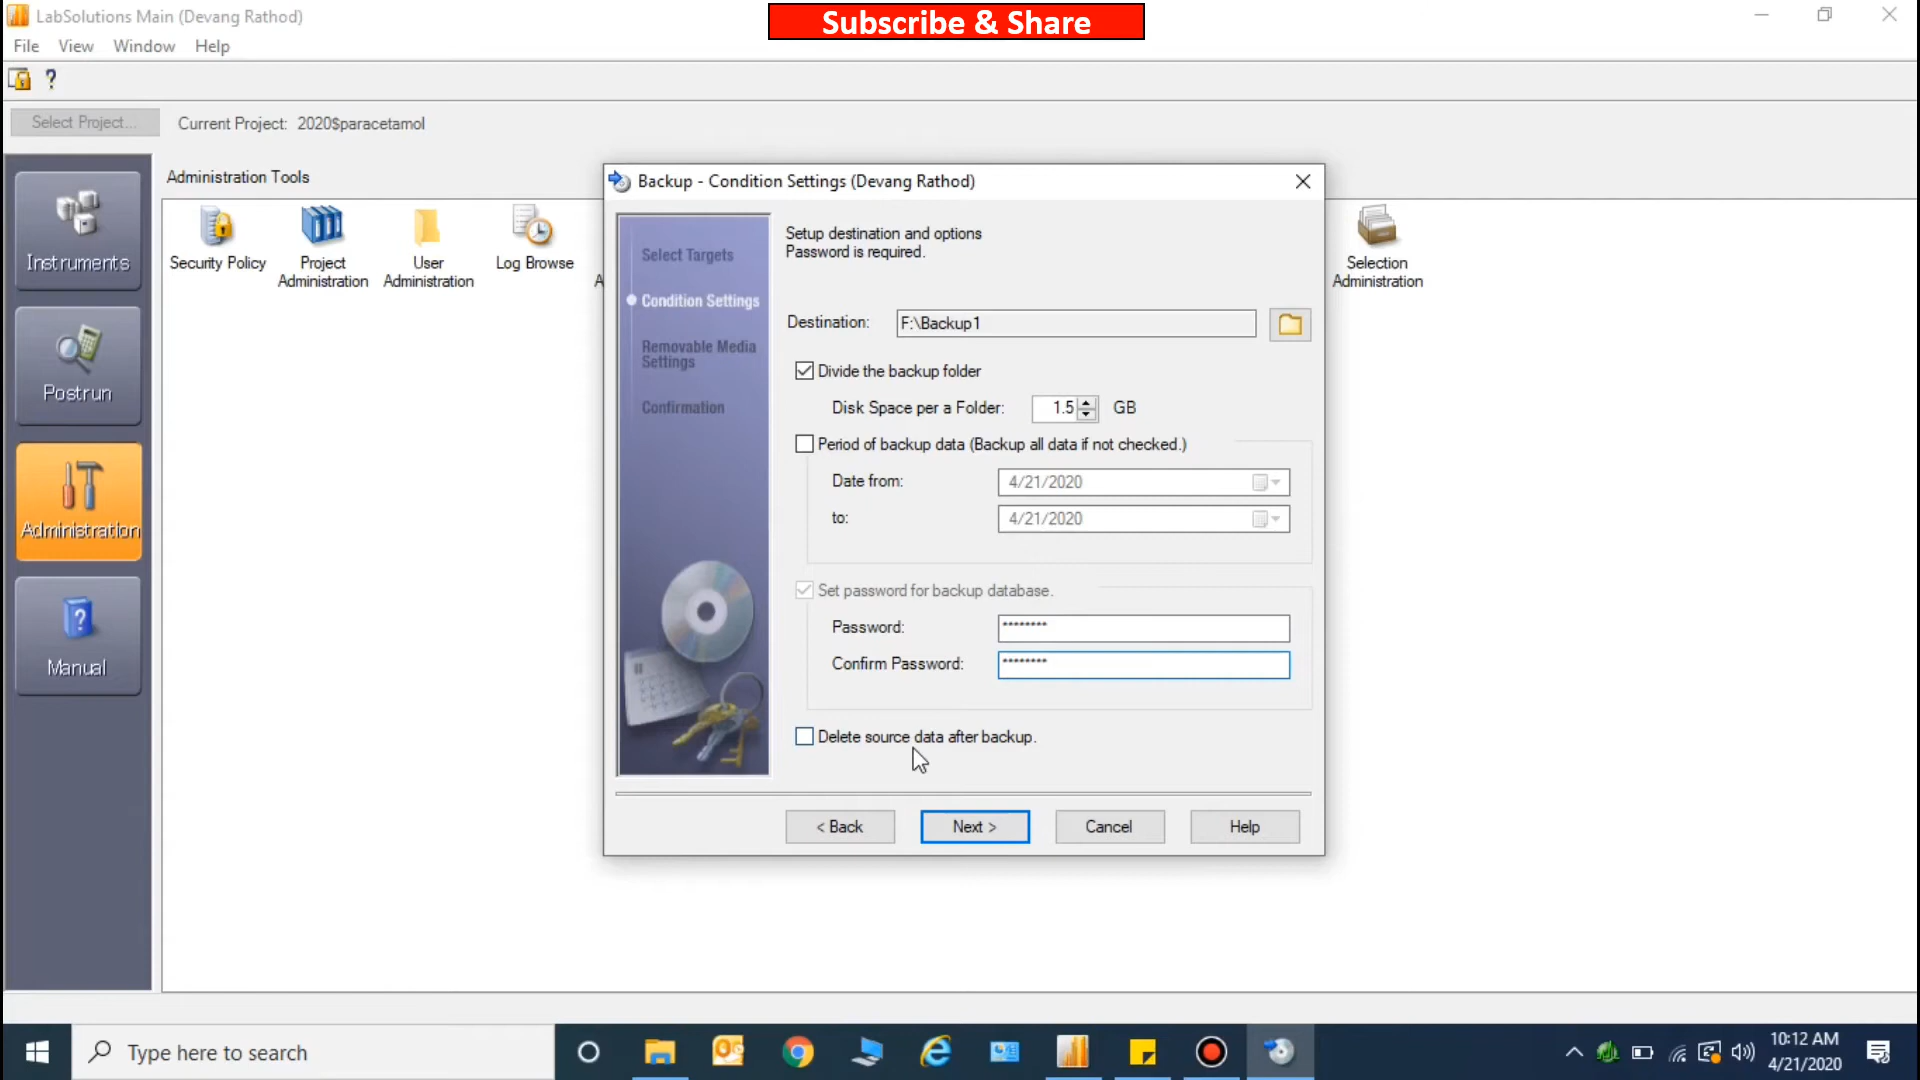 LabSolutions Main (Devang Rathod)
Subscribe & Share
File View Window Help
?
Select Project...
Current Project: 2020$paracetamol
Administration Tools
Security Policy
Project
Administration
User
Administration
Log Browse
A
Selection
Administration
Instruments
Postrun
Administration
Manual
Backup - Condition Settings (Devang Rathod)
Select Targets
Condition Settings
Removable Media
Settings
Confirmation
Setup destination and options
Password is required.
Destination: F:\Backup1
Divide the backup folder
Disk Space per a Folder: 1.5 GB
Period of backup data (Backup all data if not checked.)
Date from: 4/21/2020
to: 4/21/2020
Set password for backup database.
Password: ********
Confirm Password: ********
Delete source data after backup.
< Back Next > Cancel Help
Type here to search
10:12 AM
4/21/2020